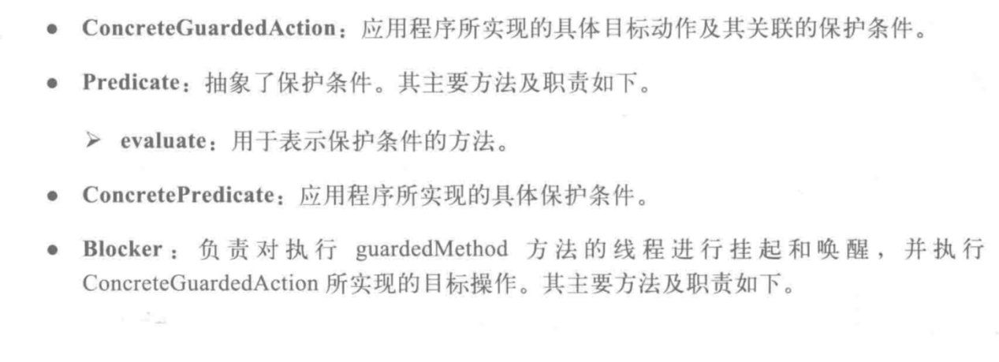 ● ConcreteGuardedAction：应用程序所实现的具体目标动作及其关联的保护条件。
● Predicate：抽象了保护条件。其主要方法及职责如下。
➢ evaluate：用于表示保护条件的方法。
● ConcretePredicate：应用程序所实现的具体保护条件。
● Blocker：负责对执行 guardedMethod 方法的线程进行挂起和唤醒，并执行
ConcreteGuardedAction 所实现的目标操作。其主要方法及职责如下。